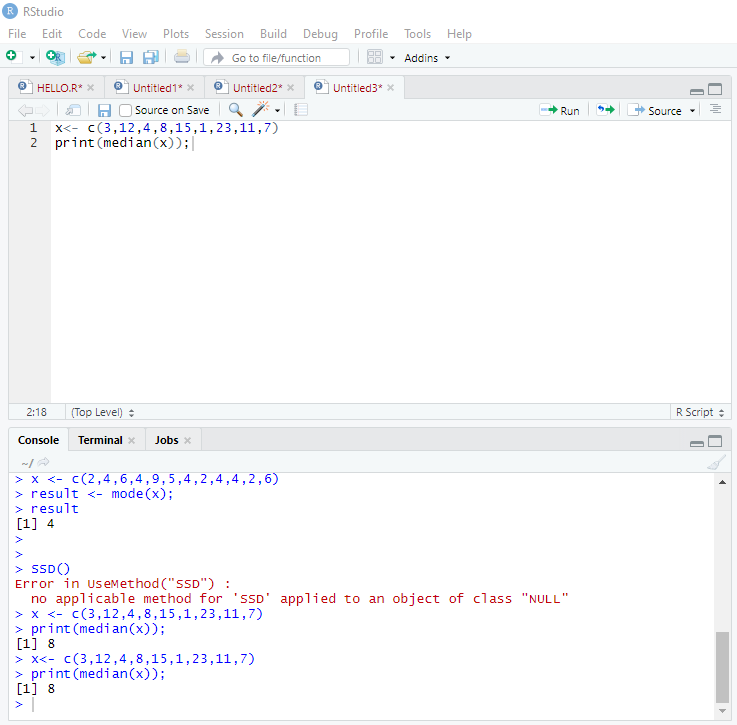 RStudio
File Edit Code View Plots Session Build Debug Profile Tools Help
Go to file/function Addins
HELLO.R* Untitled1* Untitled2* Untitled3*
Source on Save Run Source
1 x<- c(3,12,4,8,15,1,23,11,7)
2 print(median(x));
2:18 (Top Level) R Script
Console Terminal Jobs
~/
> x <- c(2,4,6,4,9,5,4,2,4,4,2,6)
> result <- mode(x);
> result
[1] 4
>
>
> SSD()
Error in UseMethod("SSD") :
no applicable method for 'SSD' applied to an object of class "NULL"
> x <- c(3,12,4,8,15,1,23,11,7)
> print(median(x));
[1] 8
> x<- c(3,12,4,8,15,1,23,11,7)
> print(median(x));
[1] 8
>